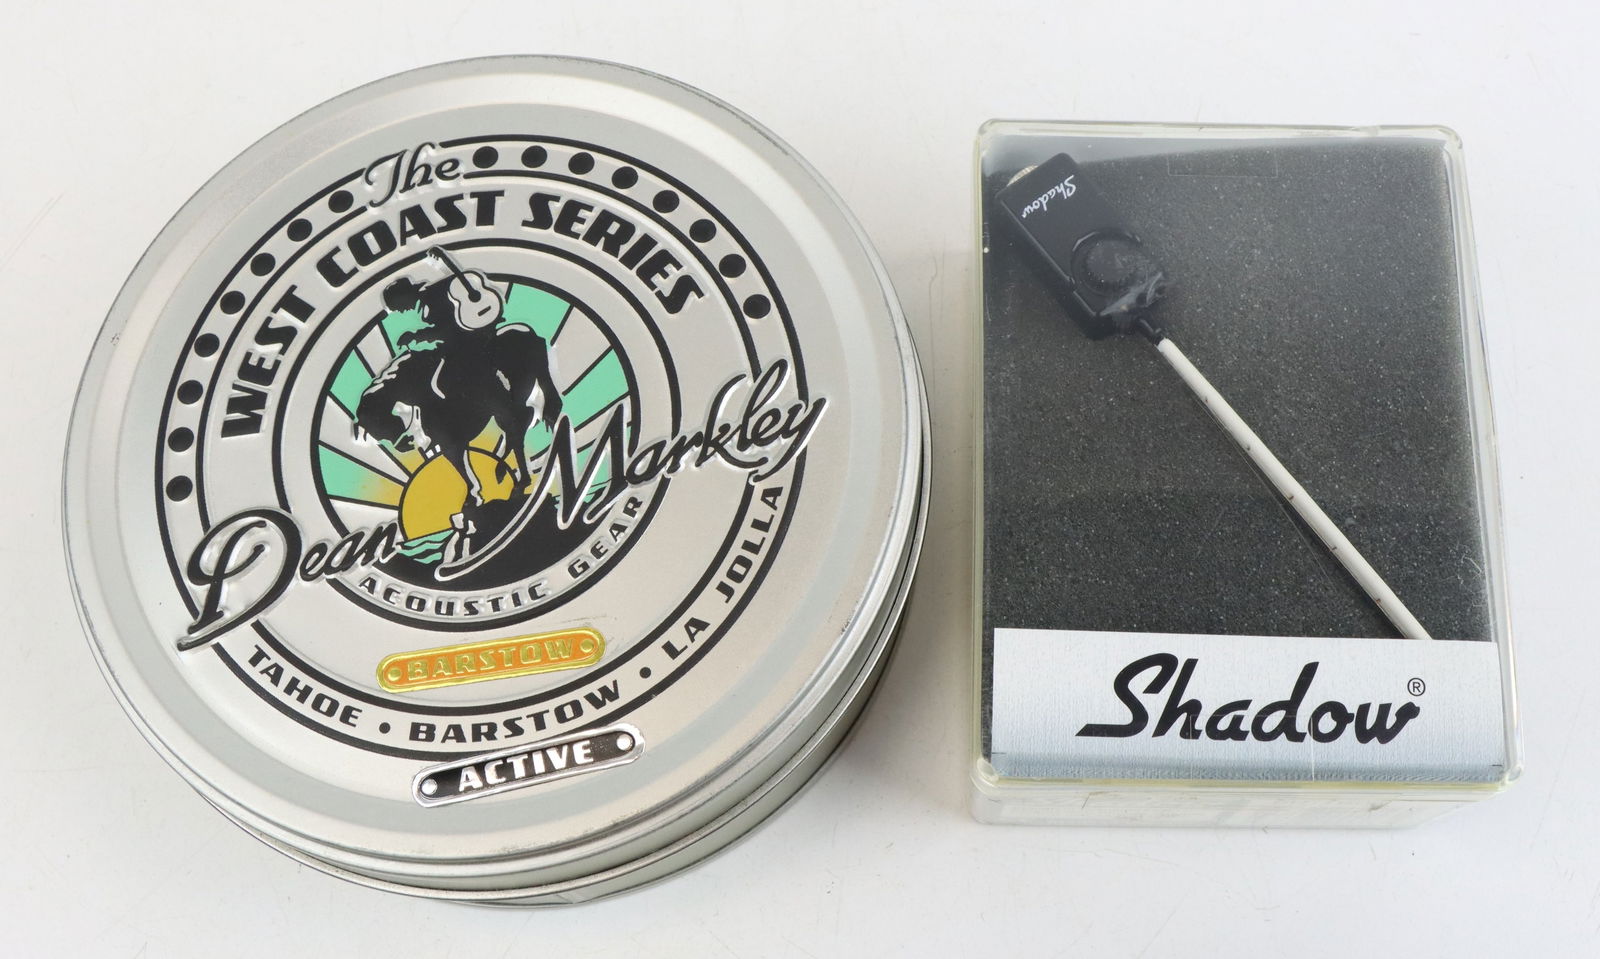 The
WEST COAST SERIES
Dean Markley
ACOUSTIC GEAR
BARSTOW
TAHOE • BARSTOW • LA JOLLA
ACTIVE
Shadow
Shadow®